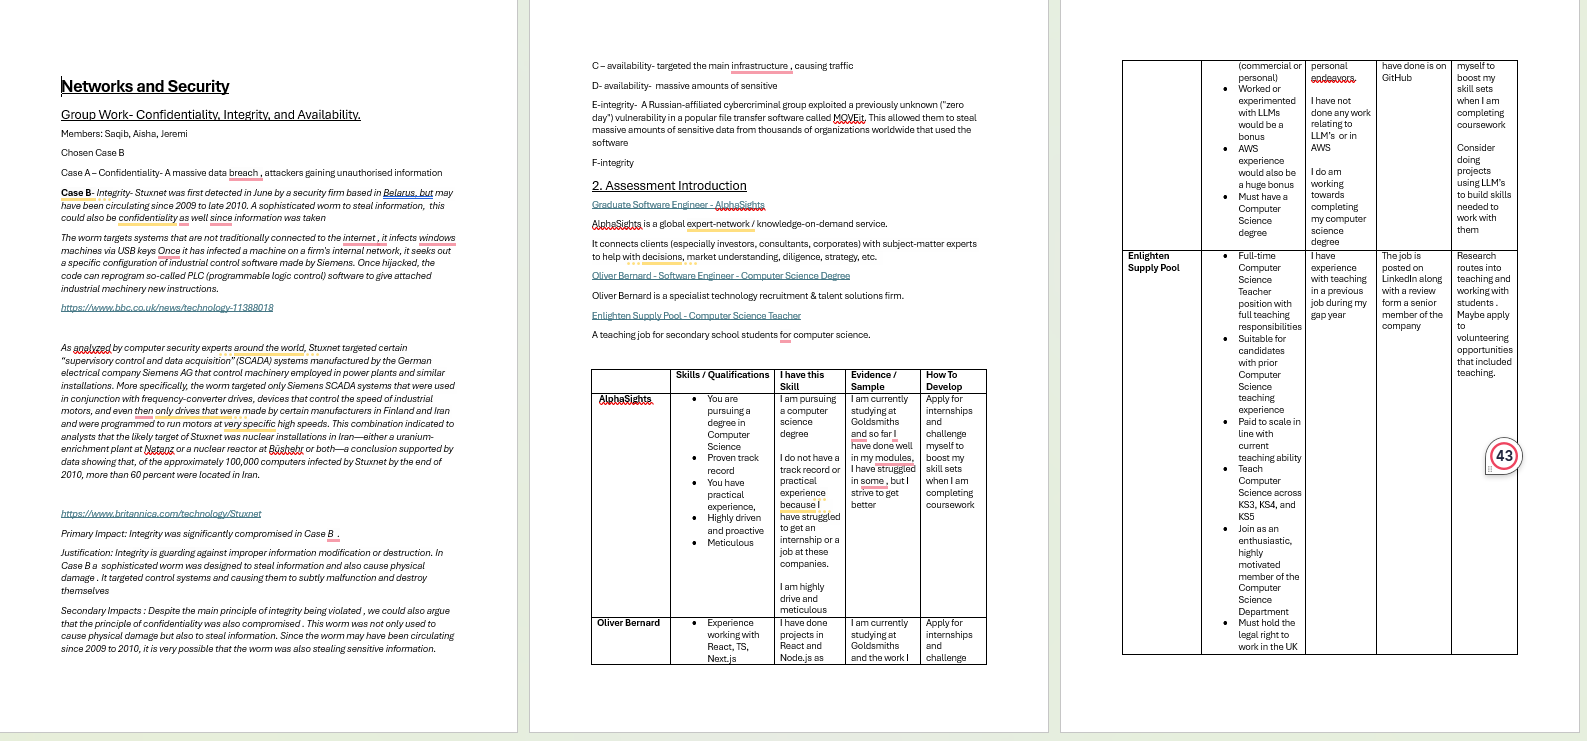 Networks and Security
Group Work- Confidentiality, Integrity, and Availability.
Members: Saqib, Aisha, Jeremi
Chosen Case B
Case A – Confidentiality- A massive data breach , attackers gaining unauthorised information
Case B- Integrity- Stuxnet was first detected in June by a security firm based in Belarus, but may
have been circulating since 2009 to late 2010. A sophisticated worm to steal information,  this
could also be confidentiality as well since information was taken
The worm targets systems that are not traditionally connected to the internet , it infects windows
machines via USB keys Once it has infected a machine on a firm's internal network, it seeks out
a specific configuration of industrial control software made by Siemens. Once hijacked, the
code can reprogram so-called PLC (programmable logic control) software to give attached
industrial machinery new instructions.
https://www.bbc.co.uk/news/technology-11388018
As analyzed by computer security experts around the world, Stuxnet targeted certain
“supervisory control and data acquisition” (SCADA) systems manufactured by the German
electrical company Siemens AG that control machinery employed in power plants and similar
installations. More specifically, the worm targeted only Siemens SCADA systems that were used
in conjunction with frequency-converter drives, devices that control the speed of industrial
motors, and even then only drives that were made by certain manufacturers in Finland and Iran
and were programmed to run motors at very specific high speeds. This combination indicated to
analysts that the likely target of Stuxnet was nuclear installations in Iran—either a uranium-
enrichment plant at Natanz or a nuclear reactor at Būshehr or both—a conclusion supported by
data showing that, of the approximately 100,000 computers infected by Stuxnet by the end of
2010, more than 60 percent were located in Iran.
https://www.britannica.com/technology/Stuxnet
Primary Impact: Integrity was significantly compromised in Case B .
Justification: Integrity is guarding against improper information modification or destruction. In
Case B a  sophisticated worm was designed to steal information and also cause physical
damage . It targeted control systems and causing them to subtly malfunction and destroy
themselves
Secondary Impacts : Despite the main principle of integrity being violated , we could also argue
that the principle of confidentiality was also compromised . This worm was not only used to
cause physical damage but also to steal information. Since the worm may have been circulating
since 2009 to 2010, it is very possible that the worm was also stealing sensitive information.
C – availability- targeted the main infrastructure , causing traffic
D- availability-  massive amounts of sensitive
E-integrity-  A Russian-affiliated cybercriminal group exploited a previously unknown ("zero
day") vulnerability in a popular file transfer software called MOVEit. This allowed them to steal
massive amounts of sensitive data from thousands of organizations worldwide that used the
software
F-integrity
2. Assessment Introduction
Graduate Software Engineer - AlphaSights
AlphaSights is a global expert-network / knowledge-on-demand service.
It connects clients (especially investors, consultants, corporates) with subject-matter experts
to help with decisions, market understanding, diligence, strategy, etc.
Oliver Bernard - Software Engineer - Computer Science Degree
Oliver Bernard is a specialist technology recruitment & talent solutions firm.
Enlighten Supply Pool - Computer Science Teacher
A teaching job for secondary school students for computer science.
Skills / Qualifications
I have this
Skill
Evidence /
Sample
How To
Develop
AlphaSights
• You are
pursuing a
degree in
Computer
Science
• Proven track
record
• You have
practical
experience,
• Highly driven
and proactive
• Meticulous
I am pursuing
a computer
science
degree
I do not have a
track record or
practical
experience
because I
have struggled
to get an
internship or a
job at these
companies.
I am highly
drive and
meticulous
I am currently
studying at
Goldsmiths
and so far I
have done well
in my modules,
I have struggled
in some , but I
strive to get
better
Apply for
internships
and
challenge
myself to
boost my
skill sets
when I am
completing
coursework
Oliver Bernard
• Experience
working with
React, TS,
Next.js
I have done
projects in
React and
Node.js as
I am currently
studying at
Goldsmiths
and the work I
Apply for
internships
and
challenge
(commercial or
personal)
• Worked or
experimented
with LLMs
would be a
bonus
• AWS
experience
would also be
a huge bonus
• Must have a
Computer
Science
degree
personal
endeavors.
I have not
done any work
relating to
LLM's  or in
AWS
I do am
working
towards
completing
my computer
science
degree
have done is on
GitHub
myself to
boost my
skill sets
when I am
completing
coursework
Consider
doing
projects
using LLM's
to build skills
needed to
work with
them
Enlighten
Supply Pool
• Full-time
Computer
Science
Teacher
position with
full teaching
responsibilities
• Suitable for
candidates
with prior
Computer
Science
teaching
experience
• Paid to scale in
line with
current
teaching ability
• Teach
Computer
Science across
KS3, KS4, and
KS5
• Join as an
enthusiastic,
highly
motivated
member of the
Computer
Science
Department
• Must hold the
legal right to
work in the UK
I have
experience
with teaching
in a previous
job during my
gap year
The job is
posted on
LinkedIn along
with a review
form a senior
member of the
company
Research
routes into
teaching and
working with
students .
Maybe apply
to
volunteering
opportunities
that included
teaching.
43